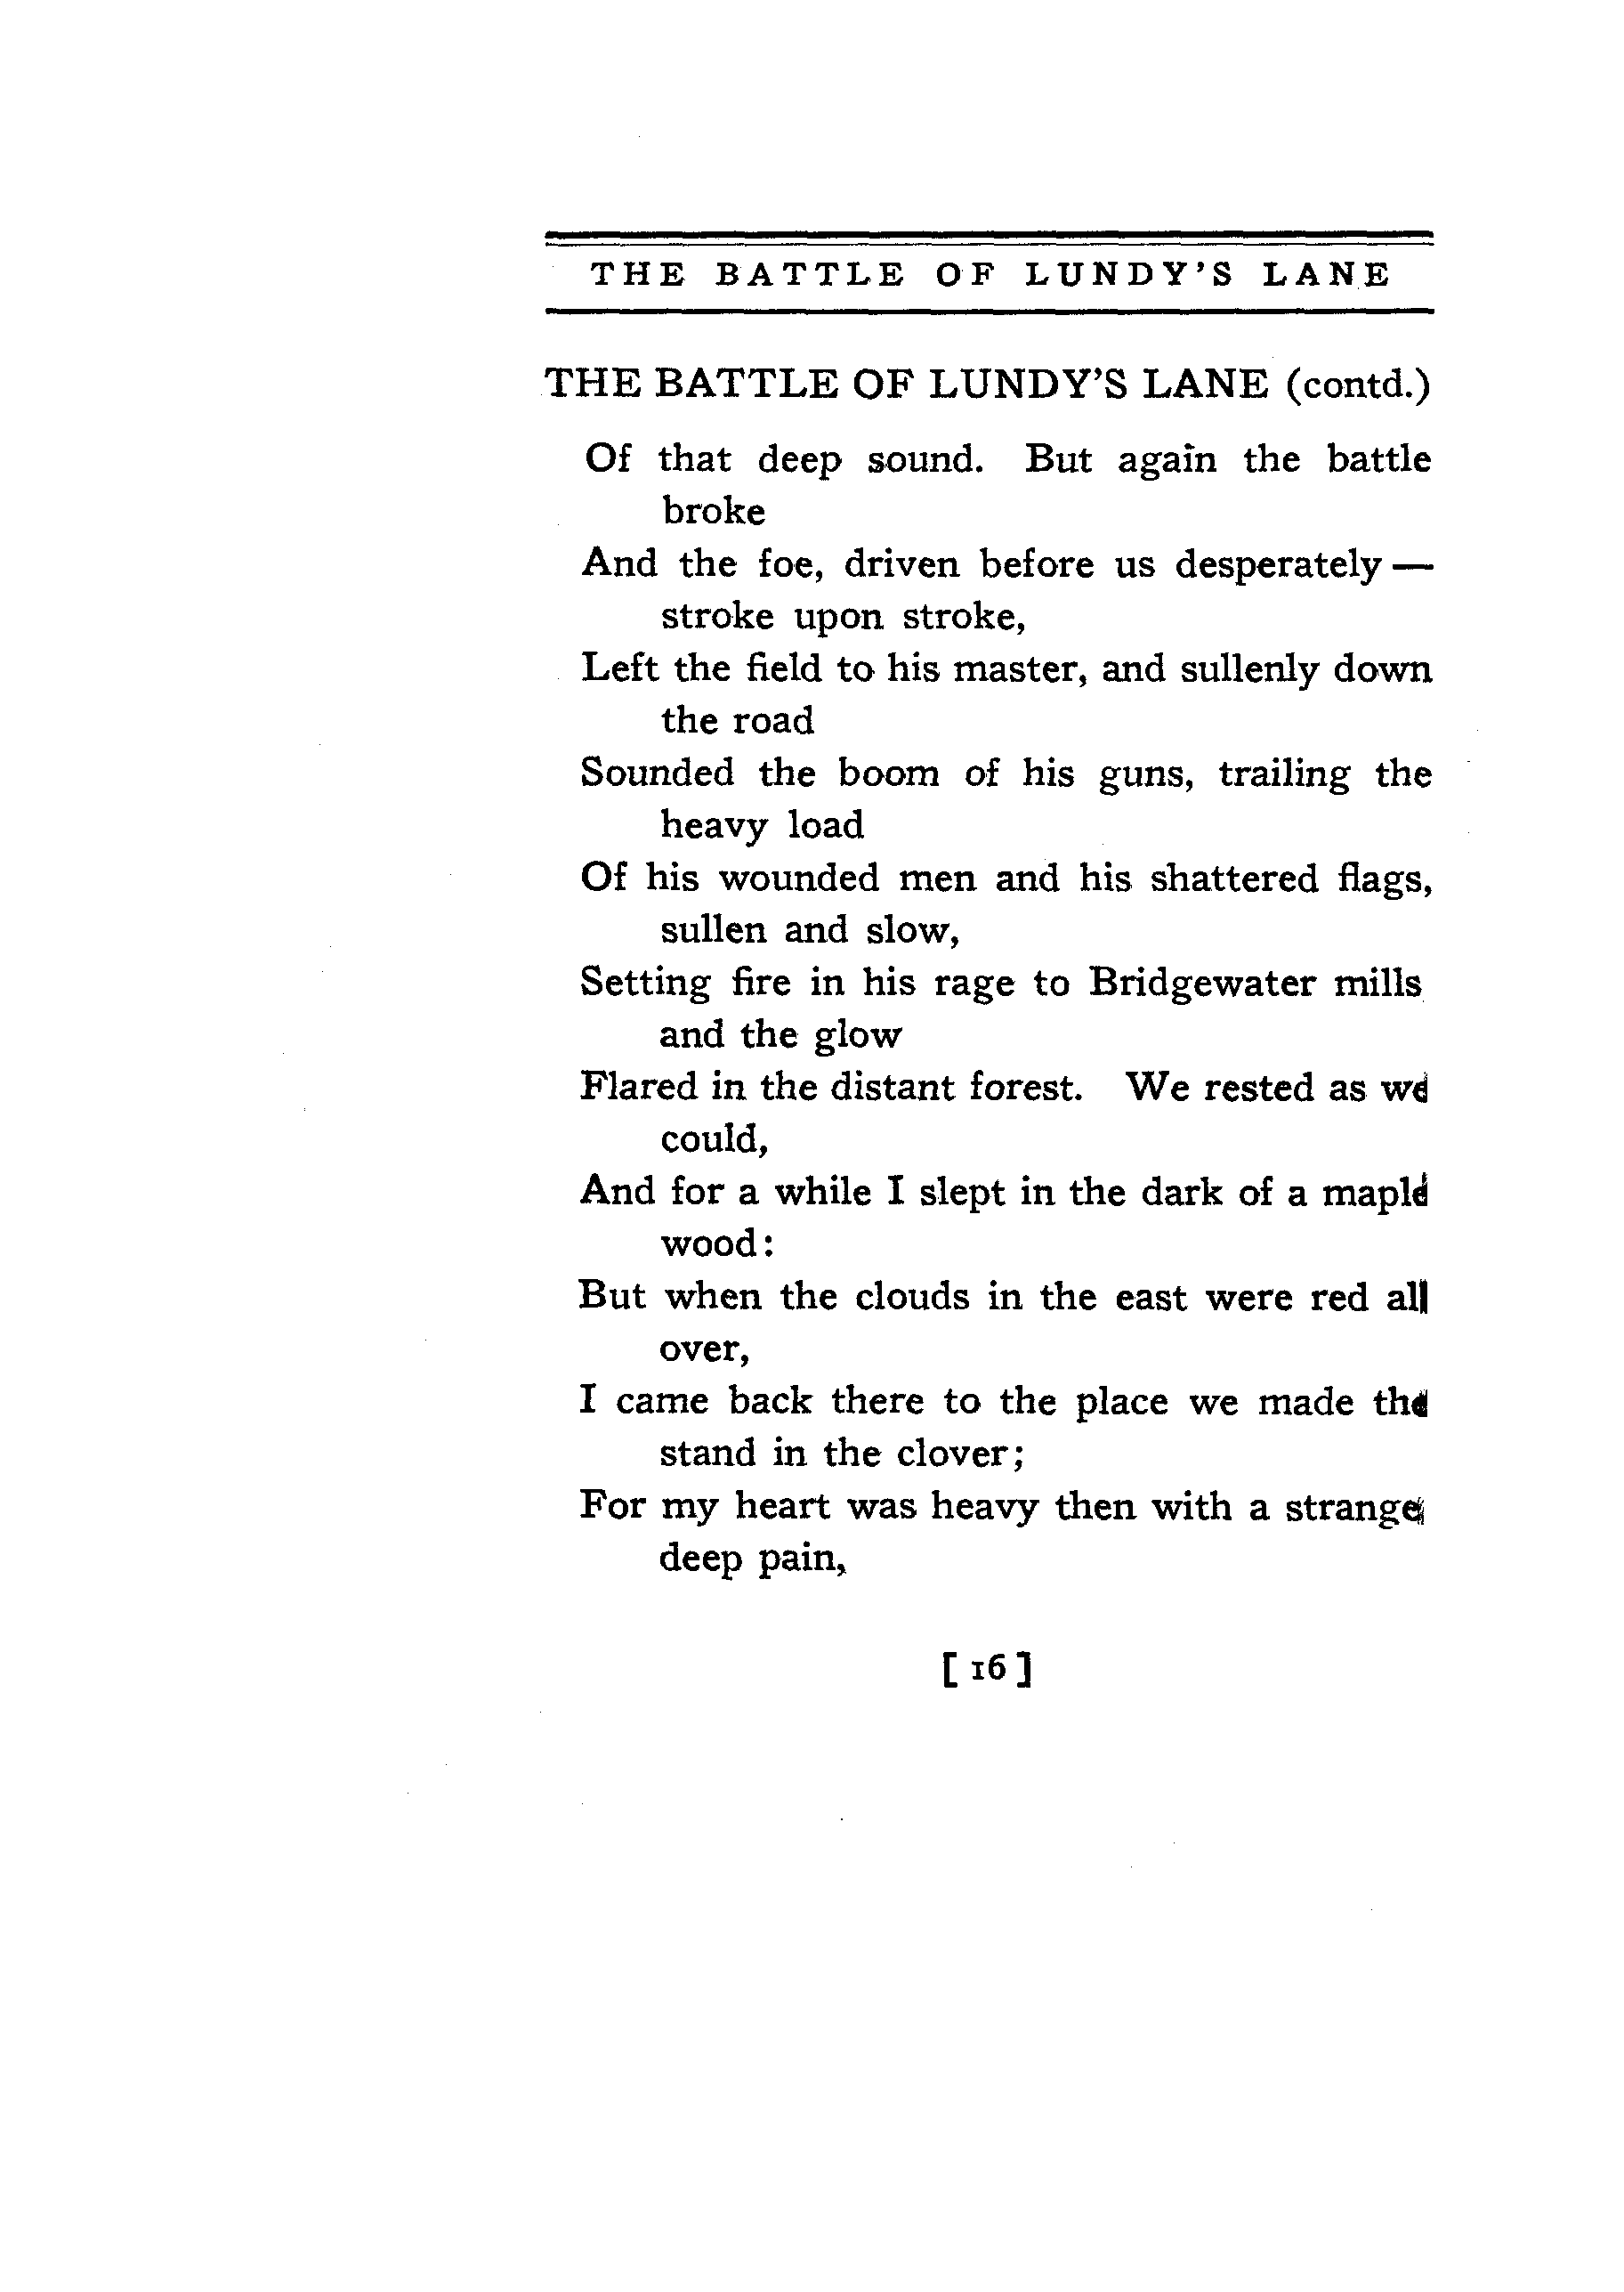 THE BATTLE OF LUNDY'S LANE
THE BATTLE OF LUNDY'S LANE (contd.)
Of that deep sound. But again the battle
broke
And the foe, driven before us desperately—
stroke upon stroke,
Left the field to his master, and sullenly down
the road
Sounded the boom of his guns, trailing the
heavy load
Of his wounded men and his shattered flags,
sullen and slow,
Setting fire in his rage to Bridgewater mills
and the glow
Flared in the distant forest. We rested as we
could,
And for a while I slept in the dark of a maple
wood:
But when the clouds in the east were red all
over,
I came back there to the place we made the
stand in the clover;
For my heart was heavy then with a strange
deep pain,
[16]